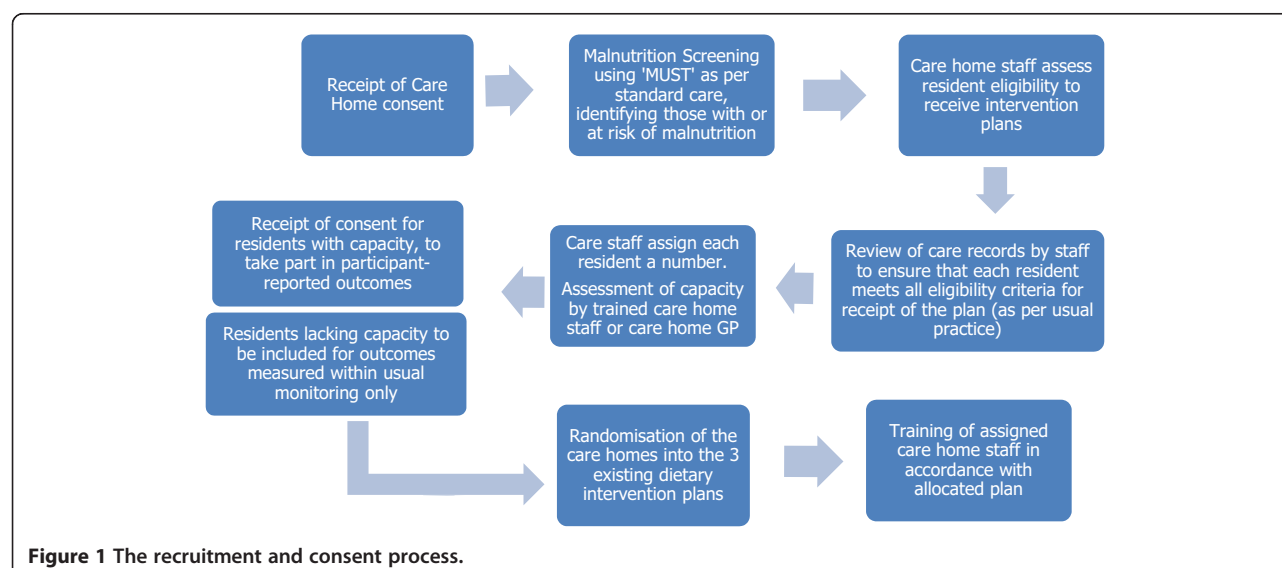 Receipt of Care
Home consent
Malnutrition Screening
using 'MUST' as per
standard care,
identifying those with or
at risk of malnutrition
Care home staff assess
resident eligibility to
receive intervention
plans
Review of care records by staff
to ensure that each resident
meets all eligibility criteria for
receipt of the plan (as per usual
practice)
Care staff assign each
resident a number.
Assessment of capacity
by trained care home
staff or care home GP
Receipt of consent for
residents with capacity, to
take part in participant-
reported outcomes
Residents lacking capacity to
be included for outcomes
measured within usual
monitoring only
Randomisation of the
care homes into the 3
existing dietary
intervention plans
Training of assigned
care home staff in
accordance with
allocated plan
Figure 1 The recruitment and consent process.